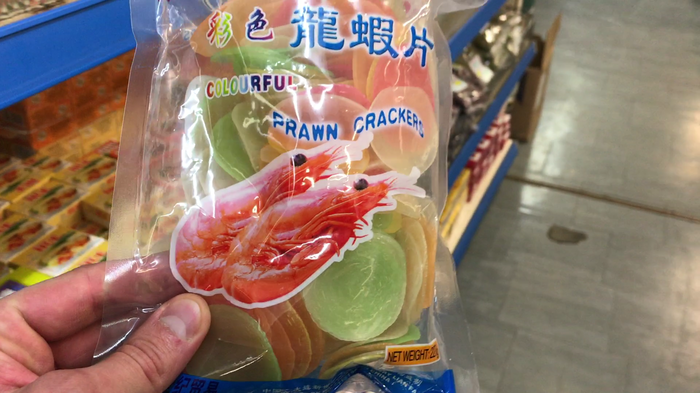 彩色龍蝦片
COLOURFUL
PRAWN CRACKERS
NET WEIGHT: